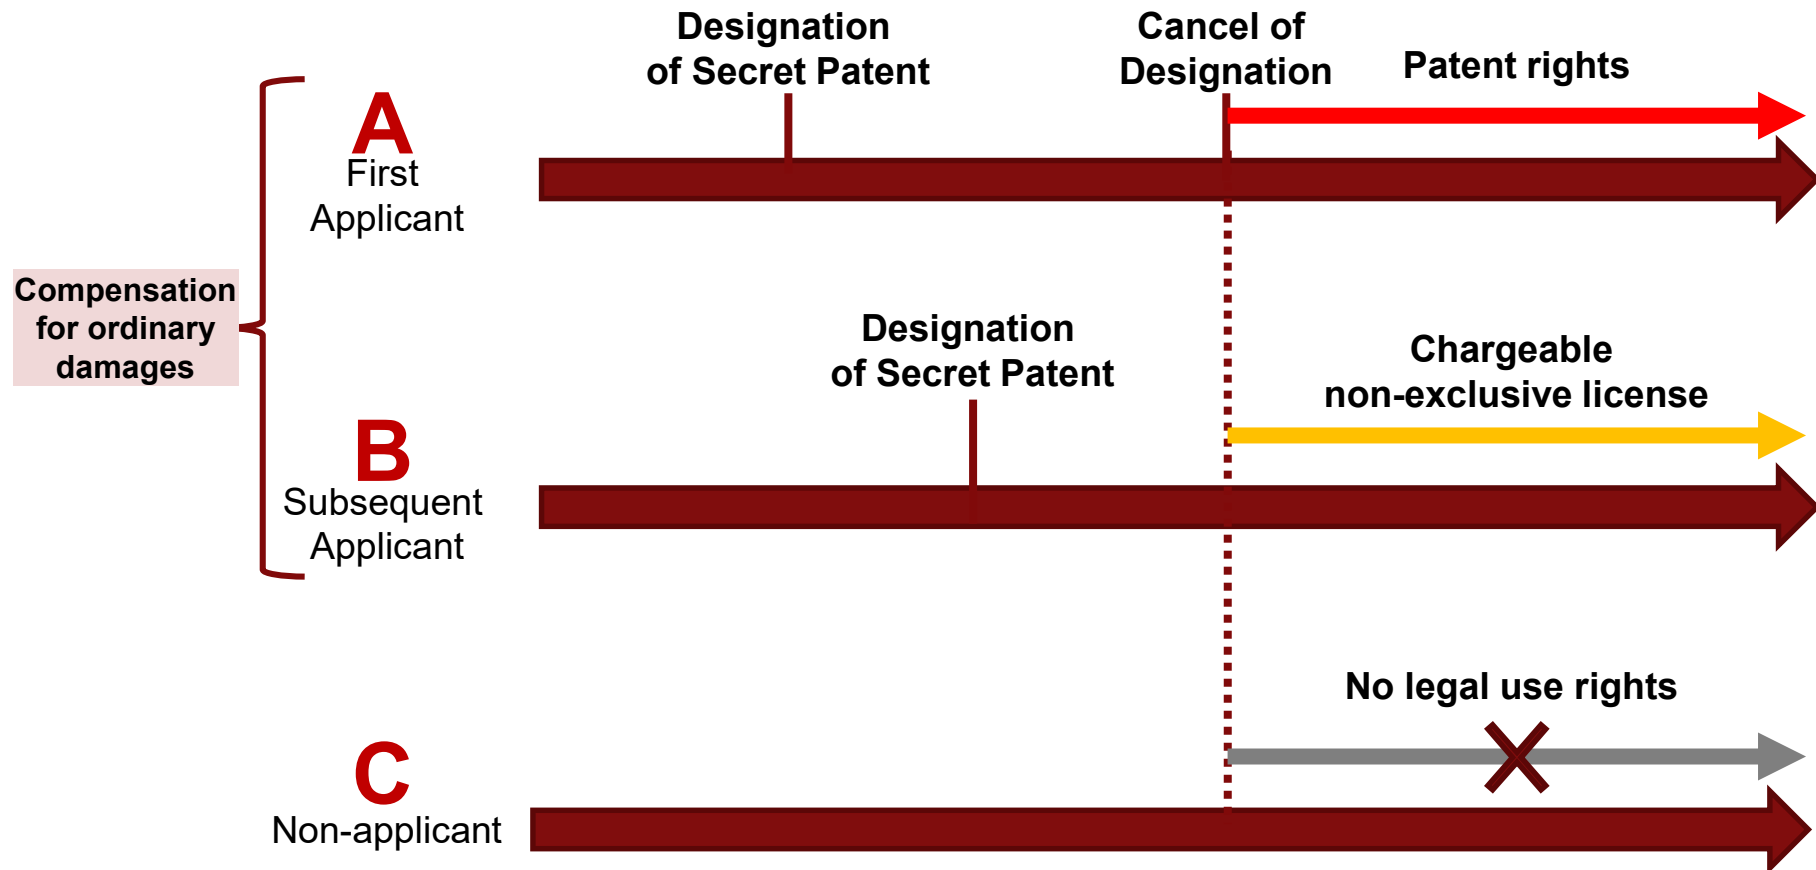 Designation
of Secret Patent
Cancel of
Designation
Patent rights
A
First
Applicant
Compensation
for ordinary
damages
Designation
of Secret Patent
Chargeable
non-exclusive license
B
Subsequent
Applicant
No legal use rights
C
Non-applicant